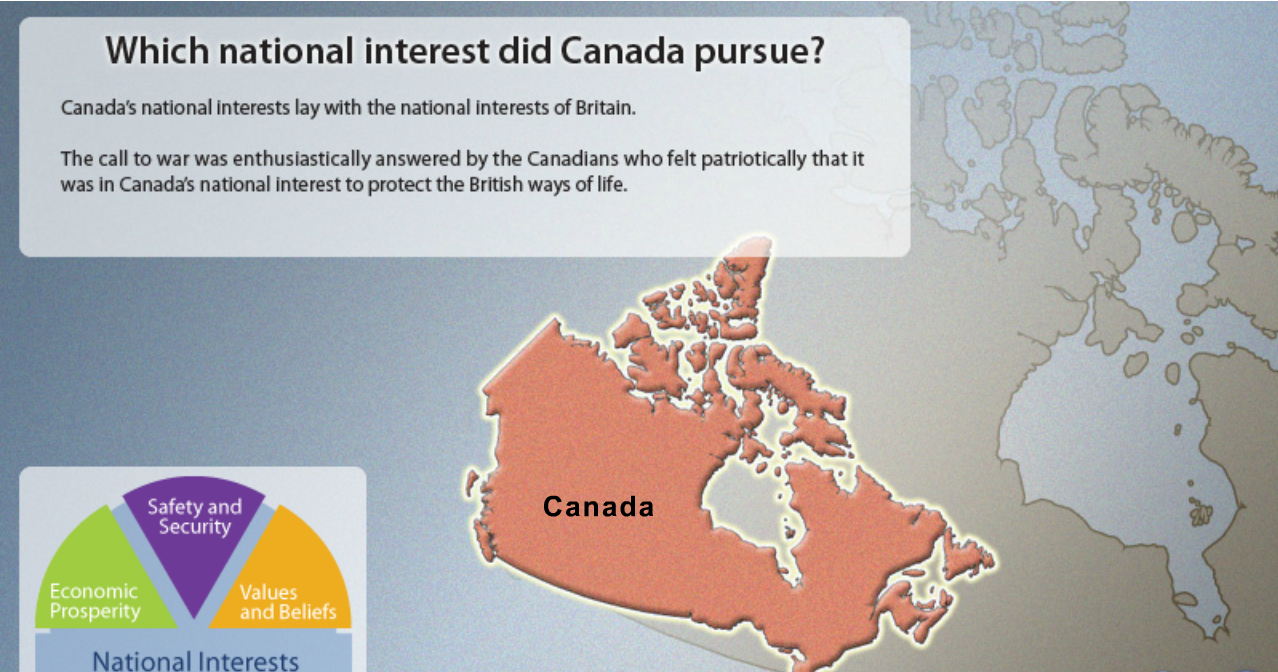 Which national interest did Canada pursue?
Canada's national interests lay with the national interests of Britain.
The call to war was enthusiastically answered by the Canadians who felt patriotically that it
was in Canada's national interest to protect the British ways of life.
Canada
Safety and
Security
Economic
Prosperity
Values
and Beliefs
National Interests